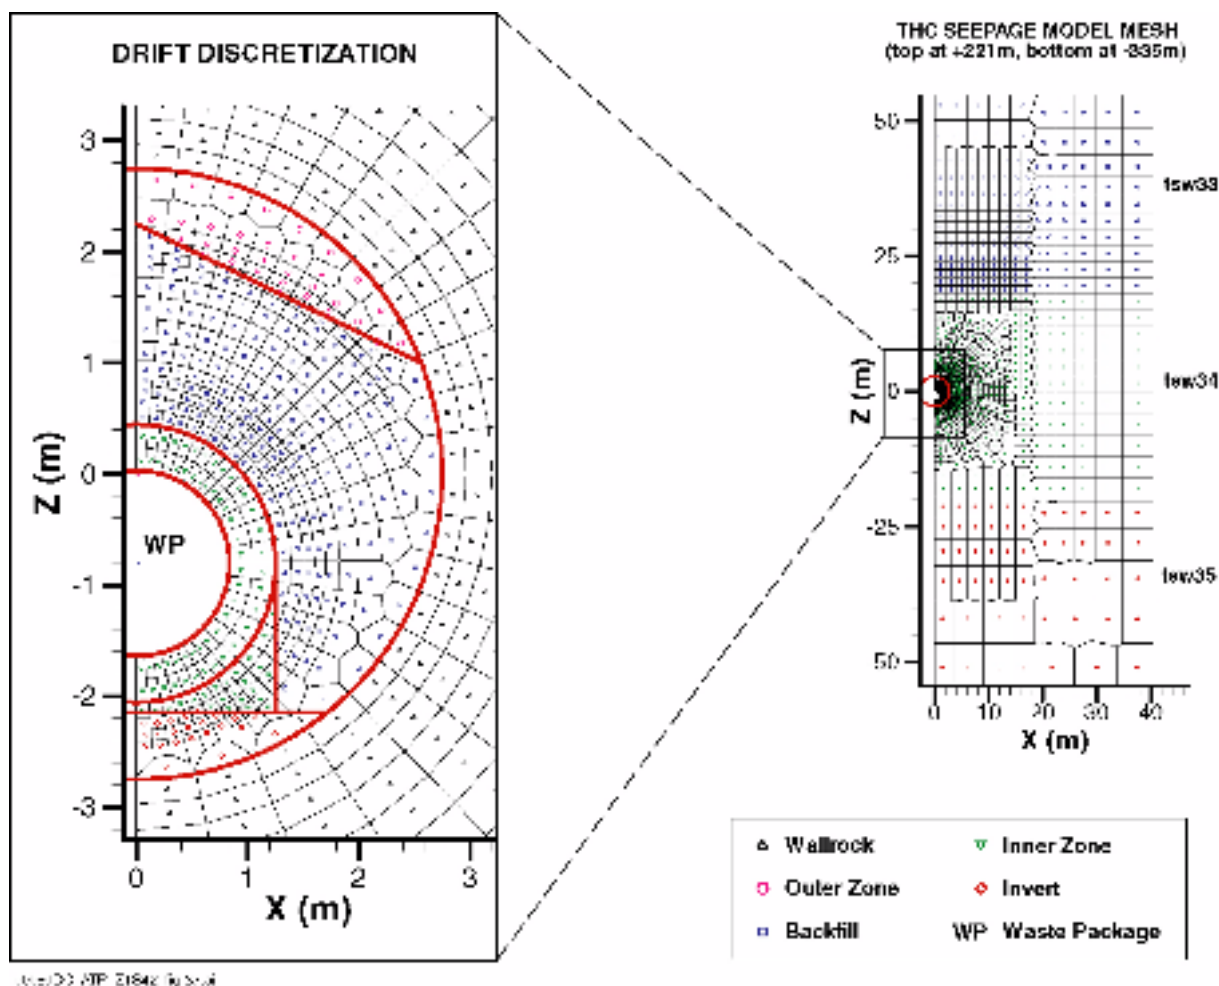 DRIFT DISCRETIZATION
3
2
1
0
-1
-2
-3
Z (m)
WP
0
1
2
3
X (m)
THC SEEPAGE MODEL MESH
(top at +221m, bottom at -335m)
50
25
0
-25
50
Z (m)
tsw33
tsw34
tsw35
0
10
20
30
40
X (m)
Wallrock
Inner Zone
Outer Zone
Invert
Backfill
WP Waste Package